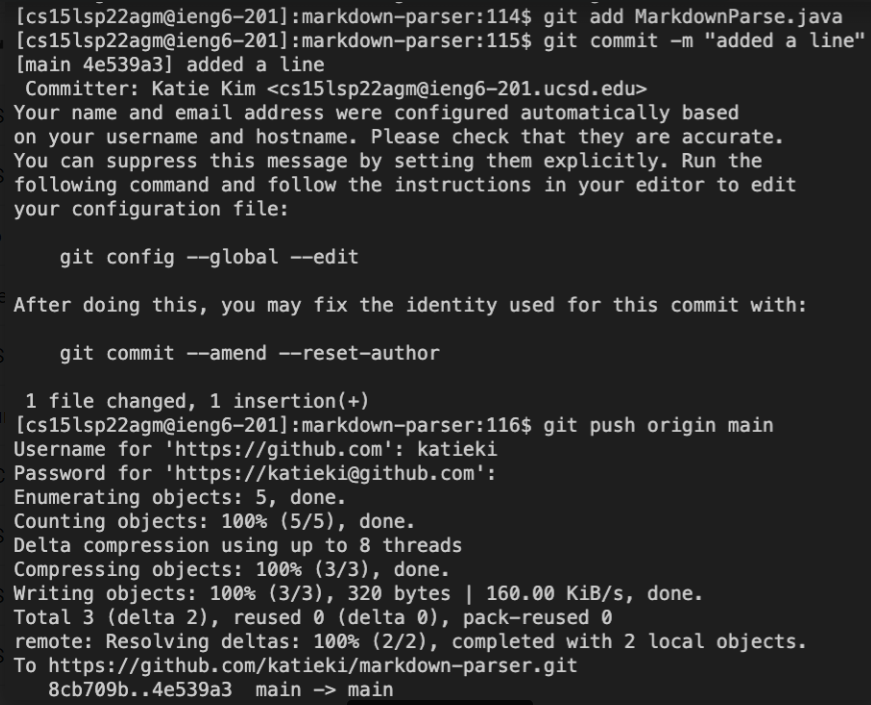 [cs15lsp22agm@ieng6-201]:markdown-parser:114$ git add MarkdownParse.java
[cs15lsp22agm@ieng6-201]:markdown-parser:115$ git commit -m "added a line"
[main 4e539a3] added a line
 Committer: Katie Kim <cs15lsp22agm@ieng6-201.ucsd.edu>
Your name and email address were configured automatically based
on your username and hostname. Please check that they are accurate.
You can suppress this message by setting them explicitly. Run the
following command and follow the instructions in your editor to edit
your configuration file:

    git config --global --edit

After doing this, you may fix the identity used for this commit with:

    git commit --amend --reset-author

 1 file changed, 1 insertion(+)
[cs15lsp22agm@ieng6-201]:markdown-parser:116$ git push origin main
Username for 'https://github.com': katieki
Password for 'https://katieki@github.com':
Enumerating objects: 5, done.
Counting objects: 100% (5/5), done.
Delta compression using up to 8 threads
Compressing objects: 100% (3/3), done.
Writing objects: 100% (3/3), 320 bytes | 160.00 KiB/s, done.
Total 3 (delta 2), reused 0 (delta 0), pack-reused 0
remote: Resolving deltas: 100% (2/2), completed with 2 local objects.
To https://github.com/katieki/markdown-parser.git
   8cb709b..4e539a3  main -> main